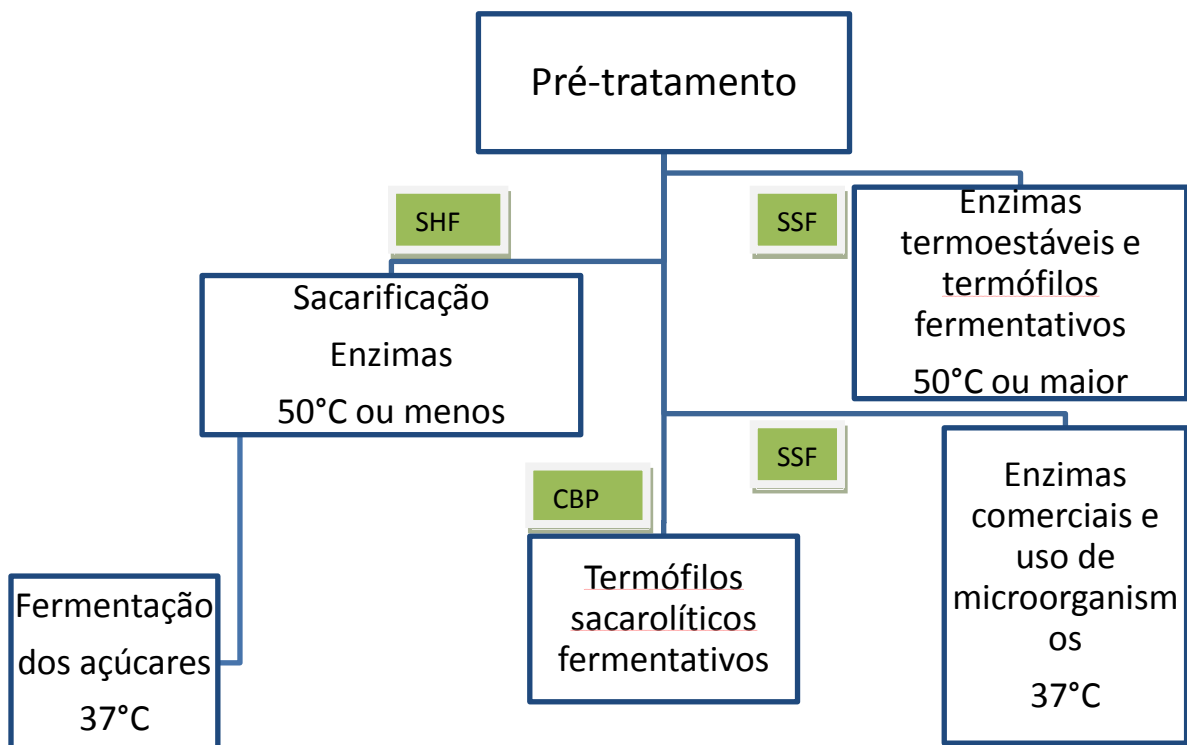 Pré-tratamento
SHF
SSF
Enzimas
termoestáveis e
termófilos
fermentativos
50°C ou maior
Sacarificação
Enzimas
50°C ou menos
SSF
CBP
Enzimas
comerciais e
uso de
microorganism
os
37°C
Termófilos
sacarolíticos
fermentativos
Fermentação
dos açúcares
37°C